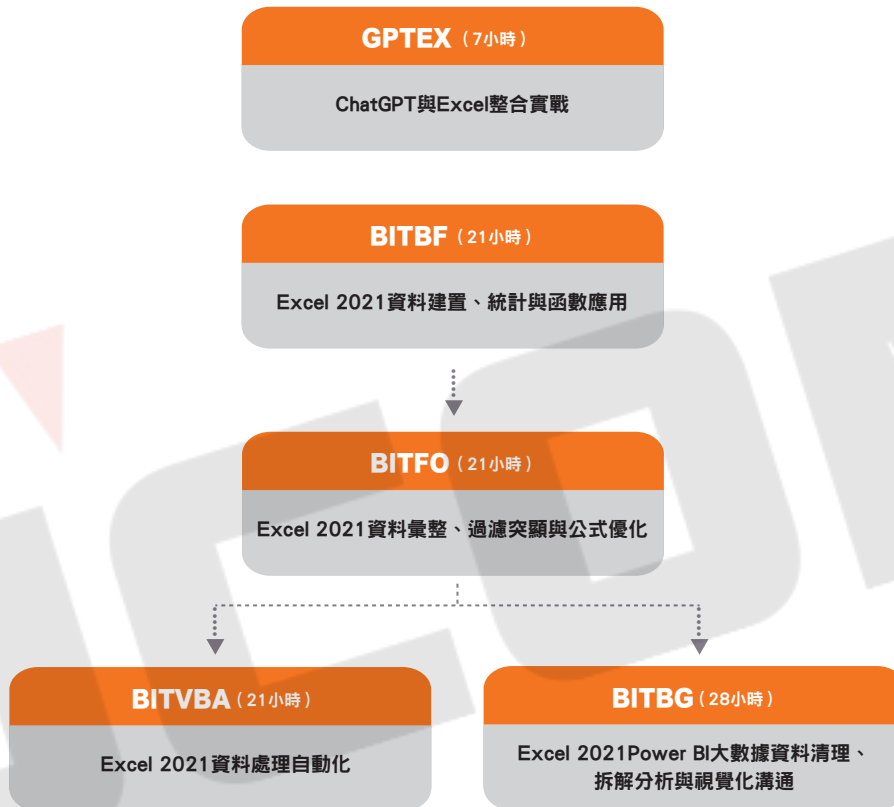 GPTEX（7小時）
ChatGPT與Excel整合實戰
BITBF（21小時）
Excel 2021資料建置、統計與函數應用
BITFO（21小時）
Excel 2021資料彙整、過濾突顯與公式優化
BITVBA（21小時）
Excel 2021資料處理自動化
BITBG（28小時）
Excel 2021Power BI大數據資料清理、
拆解分析與視覺化溝通